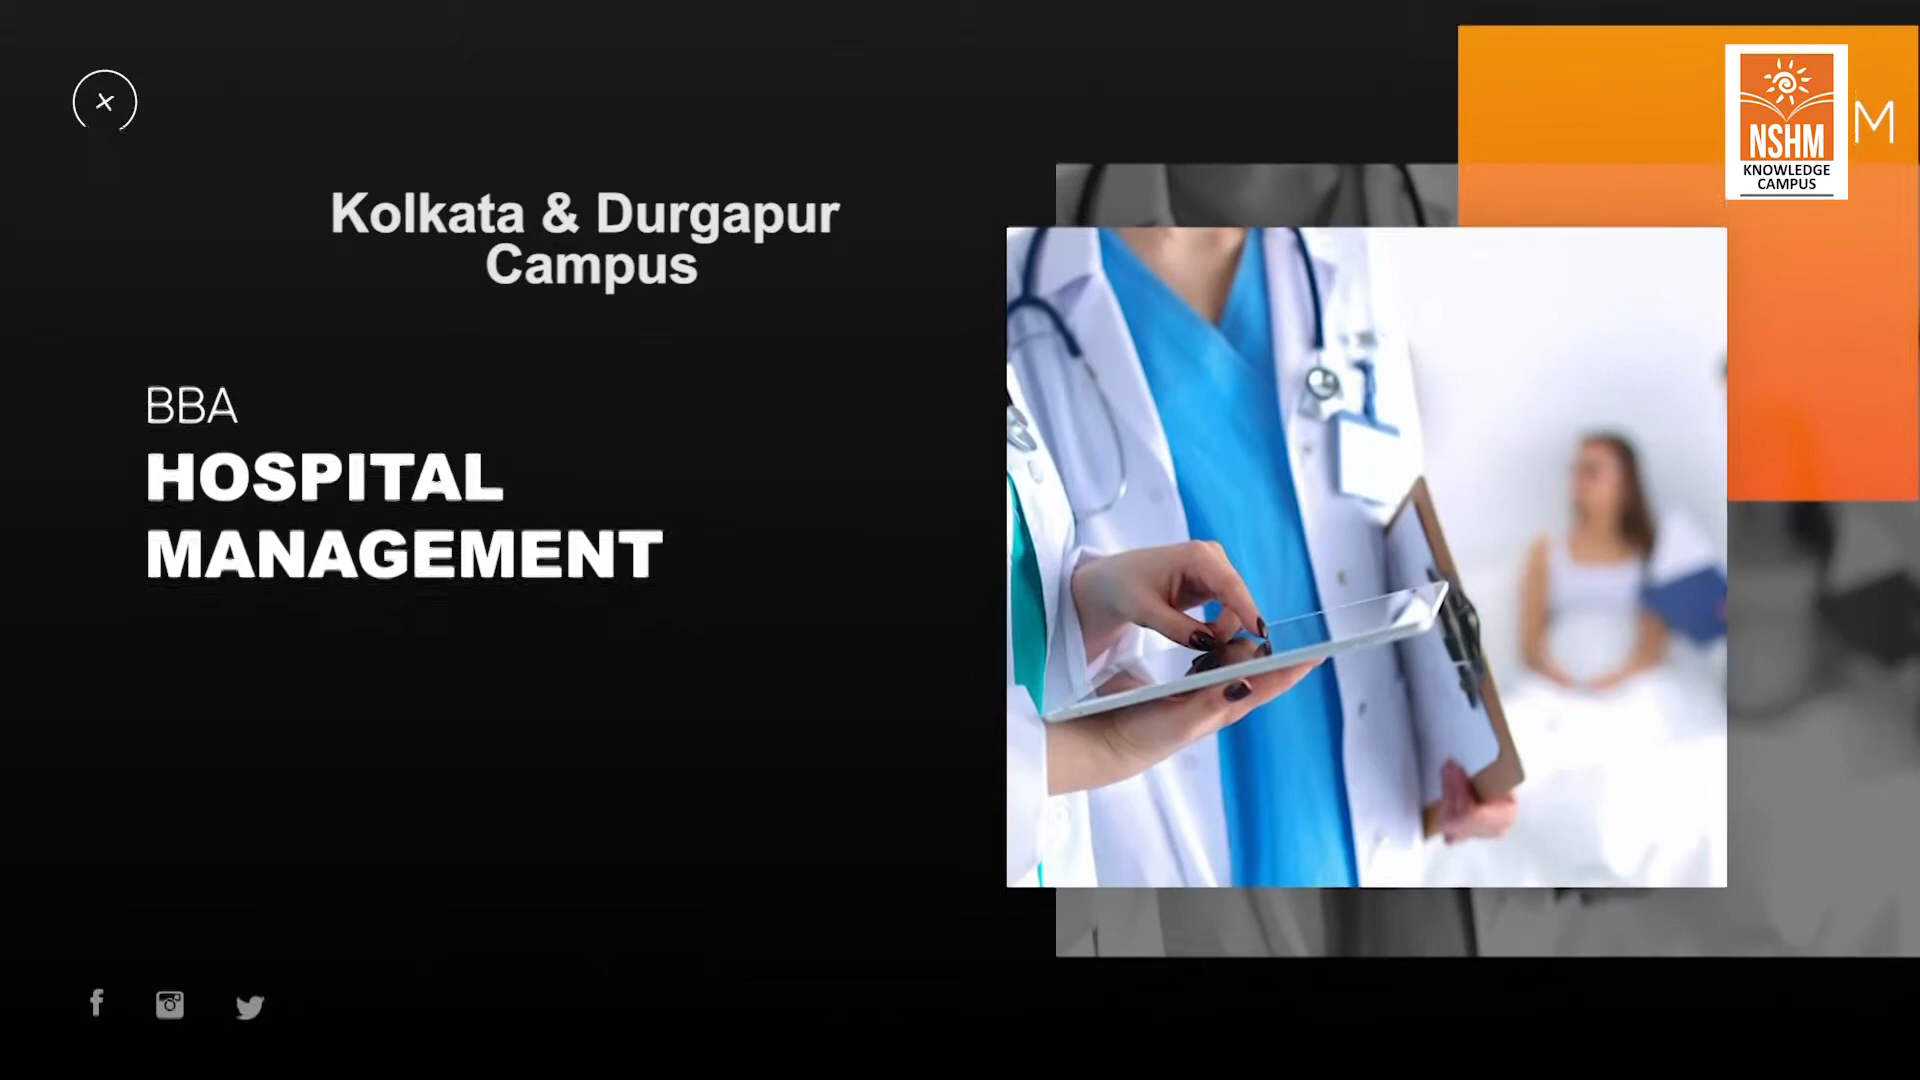 Kolkata & Durgapur
Campus
BBA
HOSPITAL
MANAGEMENT
NSHM
KNOWLEDGE
CAMPUS
M